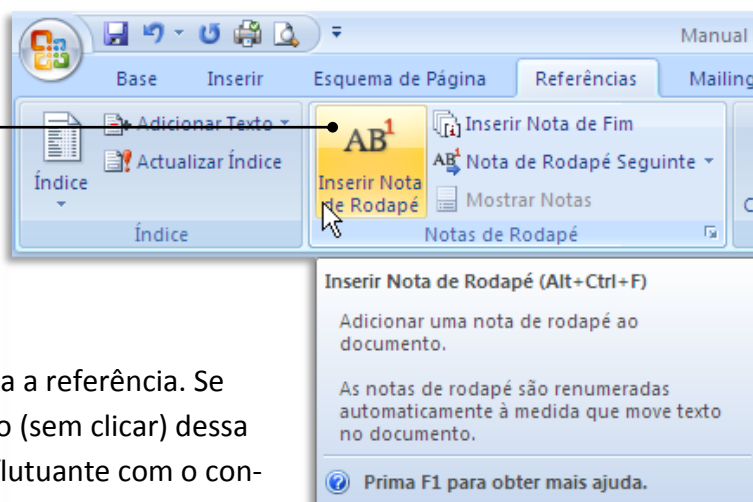 Manual
Base Inserir Esquema de Página Referências Mailing
Adicionar Texto
Actualizar Índice
Índice
Índice
AB1
Inserir Nota
de Rodapé
Inserir Nota de Fim
AB1 Nota de Rodapé Seguinte
Mostrar Notas
Notas de Rodapé
Inserir Nota de Rodapé (Alt+Ctrl+F)
Adicionar uma nota de rodapé ao
documento.
As notas de rodapé são renumeradas
automaticamente à medida que move texto
no documento.
Prima F1 para obter mais ajuda.
a a referência. Se
o (sem clicar) dessa
lutuante com o con-